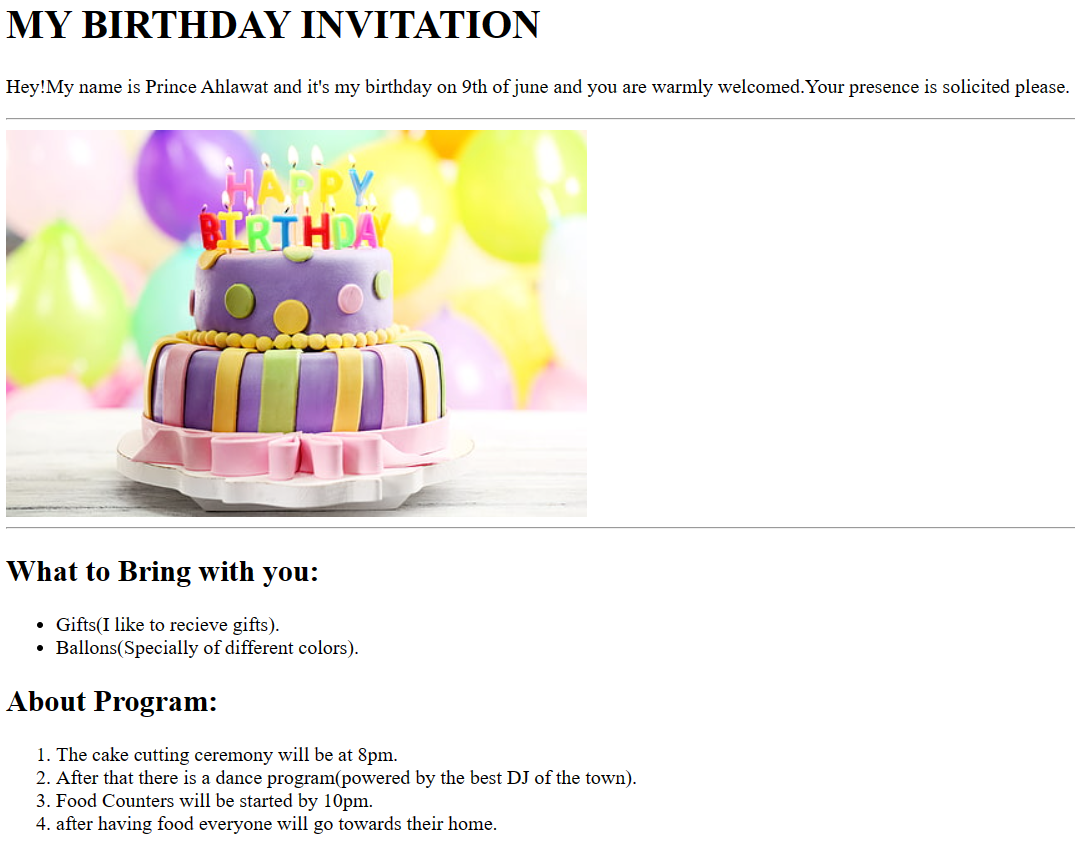 MY BIRTHDAY INVITATION
Hey!My name is Prince Ahlawat and it's my birthday on 9th of june and you are warmly welcomed.Your presence is solicited please.
HAPPY
BIRTHDAY
What to Bring with you:
• Gifts(I like to recieve gifts).
• Ballons(Specially of different colors).
About Program:
1. The cake cutting ceremony will be at 8pm.
2. After that there is a dance program(powered by the best DJ of the town).
3. Food Counters will be started by 10pm.
4. after having food everyone will go towards their home.